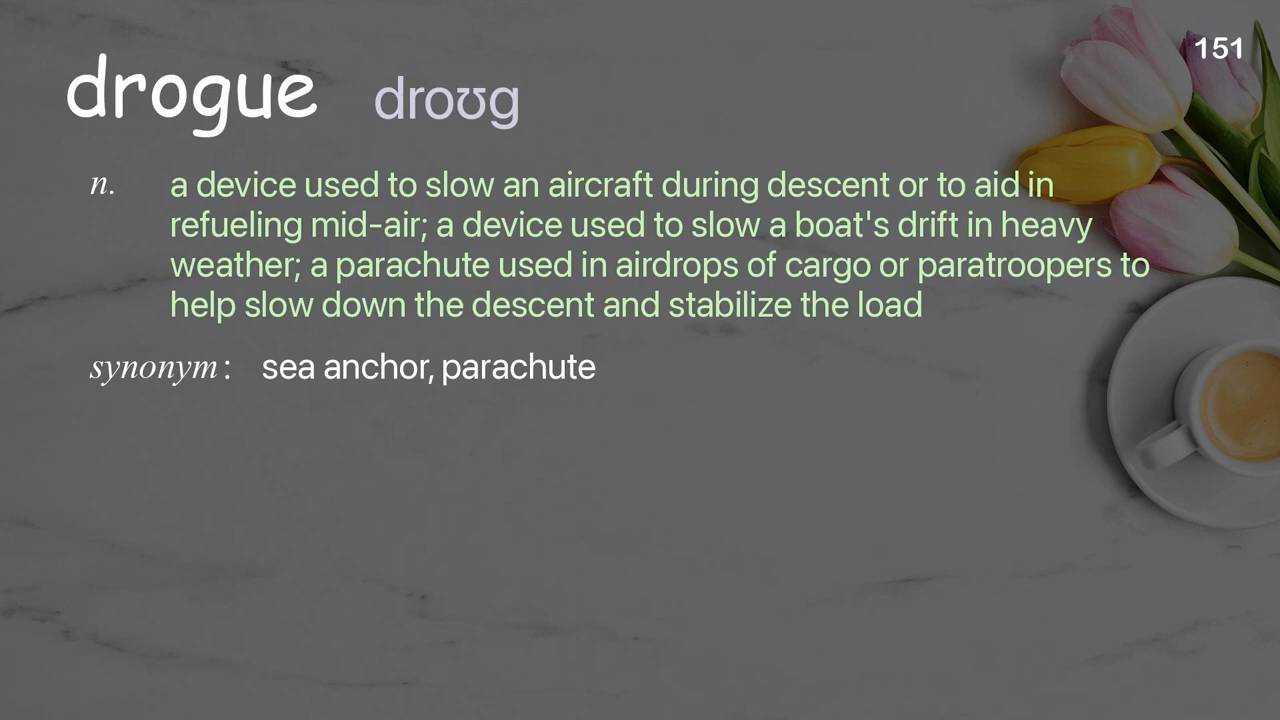 151
drogue droʊg
n. a device used to slow an aircraft during descent or to aid in
refueling mid-air; a device used to slow a boat's drift in heavy
weather; a parachute used in airdrops of cargo or paratroopers to
help slow down the descent and stabilize the load
synonym: sea anchor, parachute